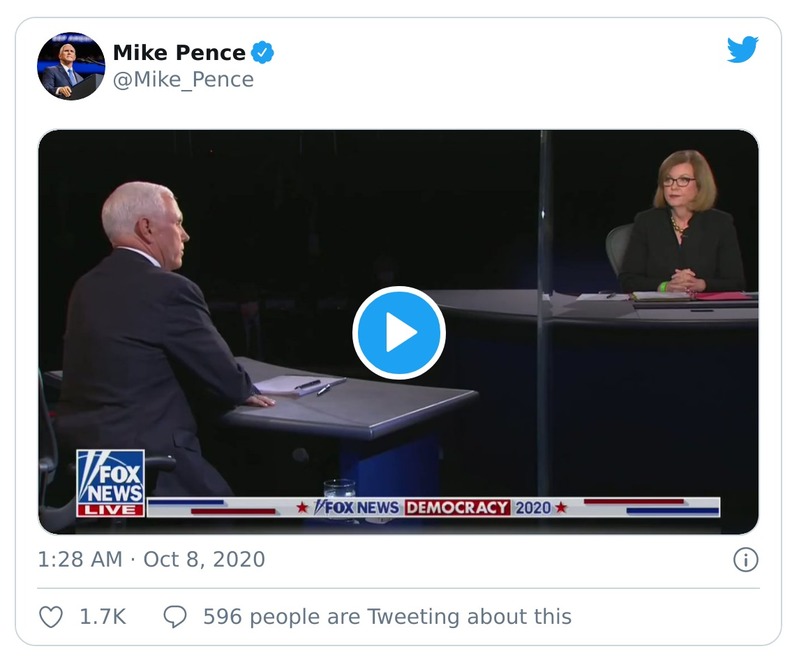 Mike Pence
@Mike_Pence
FOX
NEWS
LIVE
FOX NEWS DEMOCRACY 2020
1:28 AM · Oct 8, 2020
1.7K 596 people are Tweeting about this